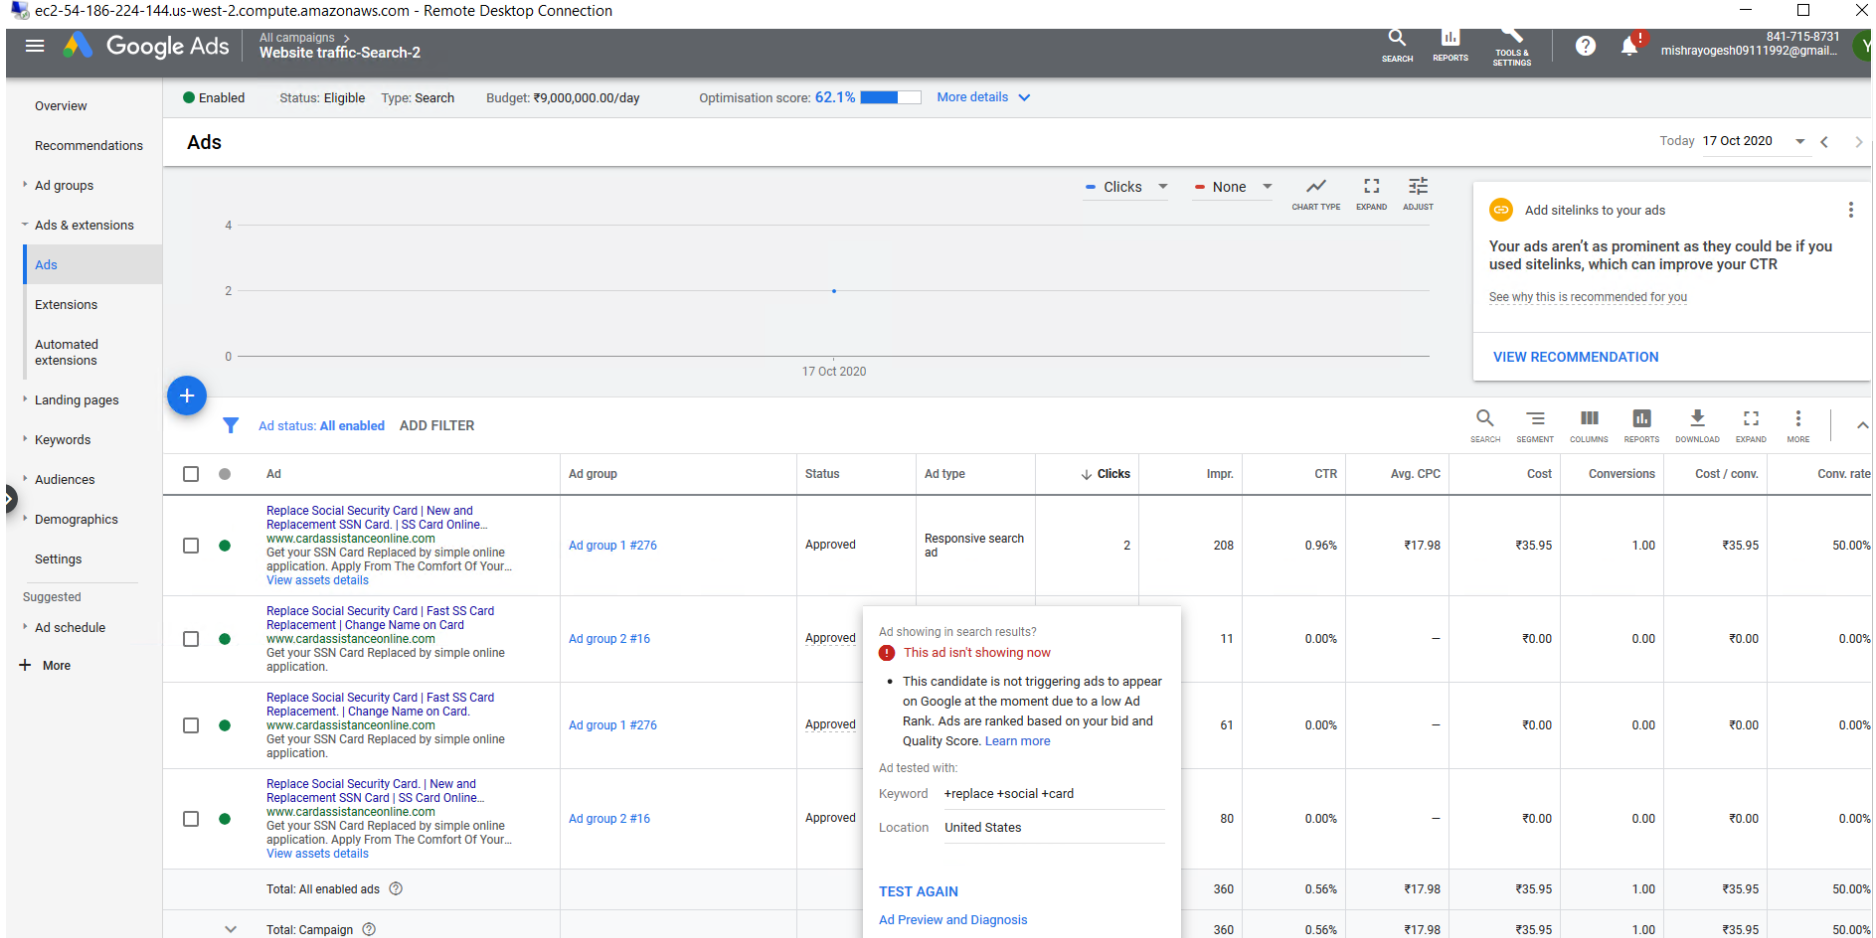 ec2-54-186-224-144.us-west-2.compute.amazonaws.com - Remote Desktop Connection
Google Ads
All campaigns
Website traffic-Search-2
SEARCH
REPORTS
TOOLS &
SETTINGS
841-715-8731
mishrayogesh09111992@gmail...
Y
Overview
Recommendations
Ad groups
Ads & extensions
Ads
Extensions
Automated
extensions
Landing pages
Keywords
Audiences
Demographics
Settings
Suggested
Ad schedule
+ More
Enabled
Status: Eligible
Type: Search
Budget: ₹9,000,000.00/day
Optimisation score: 62.1%
More details
Ads
Today 17 Oct 2020
Clicks
None
CHART TYPE
EXPAND
ADJUST
4
2
0
17 Oct 2020
Add sitelinks to your ads
Your ads aren't as prominent as they could be if you
used sitelinks, which can improve your CTR
See why this is recommended for you
VIEW RECOMMENDATION
Ad status: All enabled
ADD FILTER
SEARCH
SEGMENT
COLUMNS
REPORTS
DOWNLOAD
EXPAND
MORE
Ad
Ad group
Status
Ad type
Clicks
Impr.
CTR
Avg. CPC
Cost
Conversions
Cost / conv.
Conv. rate
Replace Social Security Card | New and
Replacement SSN Card. | SS Card Online...
www.cardassistanceonline.com
Get your SSN Card Replaced by simple online
application. Apply From The Comfort Of Your...
View assets details
Ad group 1 #276
Approved
Responsive search
ad
2
208
0.96%
₹17.98
₹35.95
1.00
₹35.95
50.00%
Replace Social Security Card | Fast SS Card
Replacement | Change Name on Card
www.cardassistanceonline.com
Get your SSN Card Replaced by simple online
application.
Ad group 2 #16
Approved
11
0.00%
–
₹0.00
0.00
₹0.00
0.00%
Replace Social Security Card | Fast SS Card
Replacement. | Change Name on Card.
www.cardassistanceonline.com
Get your SSN Card Replaced by simple online
application.
Ad group 1 #276
Approved
61
0.00%
–
₹0.00
0.00
₹0.00
0.00%
Replace Social Security Card. | New and
Replacement SSN Card | SS Card Online...
www.cardassistanceonline.com
Get your SSN Card Replaced by simple online
application. Apply From The Comfort Of Your...
View assets details
Ad group 2 #16
Approved
80
0.00%
–
₹0.00
0.00
₹0.00
0.00%
Total: All enabled ads
360
0.56%
₹17.98
₹35.95
1.00
₹35.95
50.00%
Total: Campaign
360
0.56%
₹17.98
₹35.95
1.00
₹35.95
50.00%
Ad showing in search results?
This ad isn't showing now
• This candidate is not triggering ads to appear
on Google at the moment due to a low Ad
Rank. Ads are ranked based on your bid and
Quality Score. Learn more
Ad tested with:
Keyword +replace +social +card
Location United States
TEST AGAIN
Ad Preview and Diagnosis